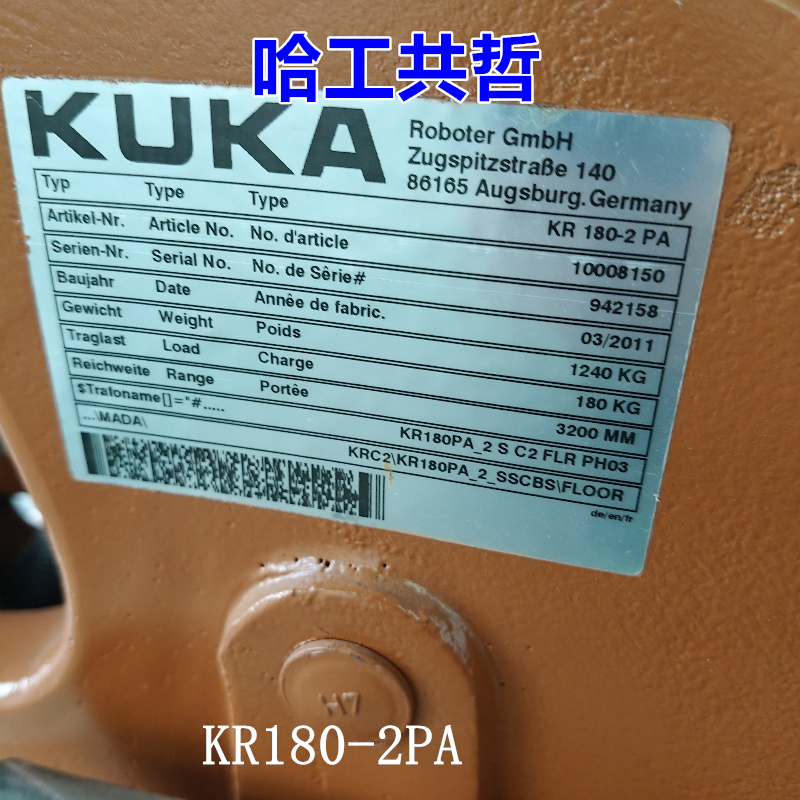 哈工共哲
KUKA
Roboter GmbH
Zugspitzstraße 140
86165 Augsburg.Germany
Typ Type Type KR 180-2 PA
Artikel-Nr. Article No. No. d'article 10008150
Serien-Nr. Serial No. No. de Sêrie# 942158
Baujahr Date Annêe de fabric. 03/2011
Gewicht Weight Poids 1240 KG
Traglast Load Charge 180 KG
Reichweite Range Portêe 3200 MM
$Trafoname[]="#..... KR180PA_2 S C2 FLR PH03
...\MADA\ KRC2\KR180PA_2_SSCBS\FLOOR
de/en/fr
H7
KR180-2PA